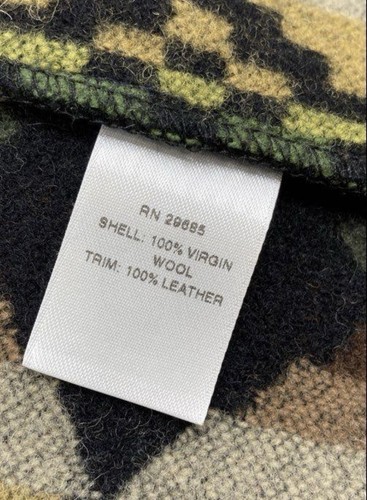 RN 29685
SHELL: 100% VIRGIN
WOOL
TRIM: 100% LEATHER